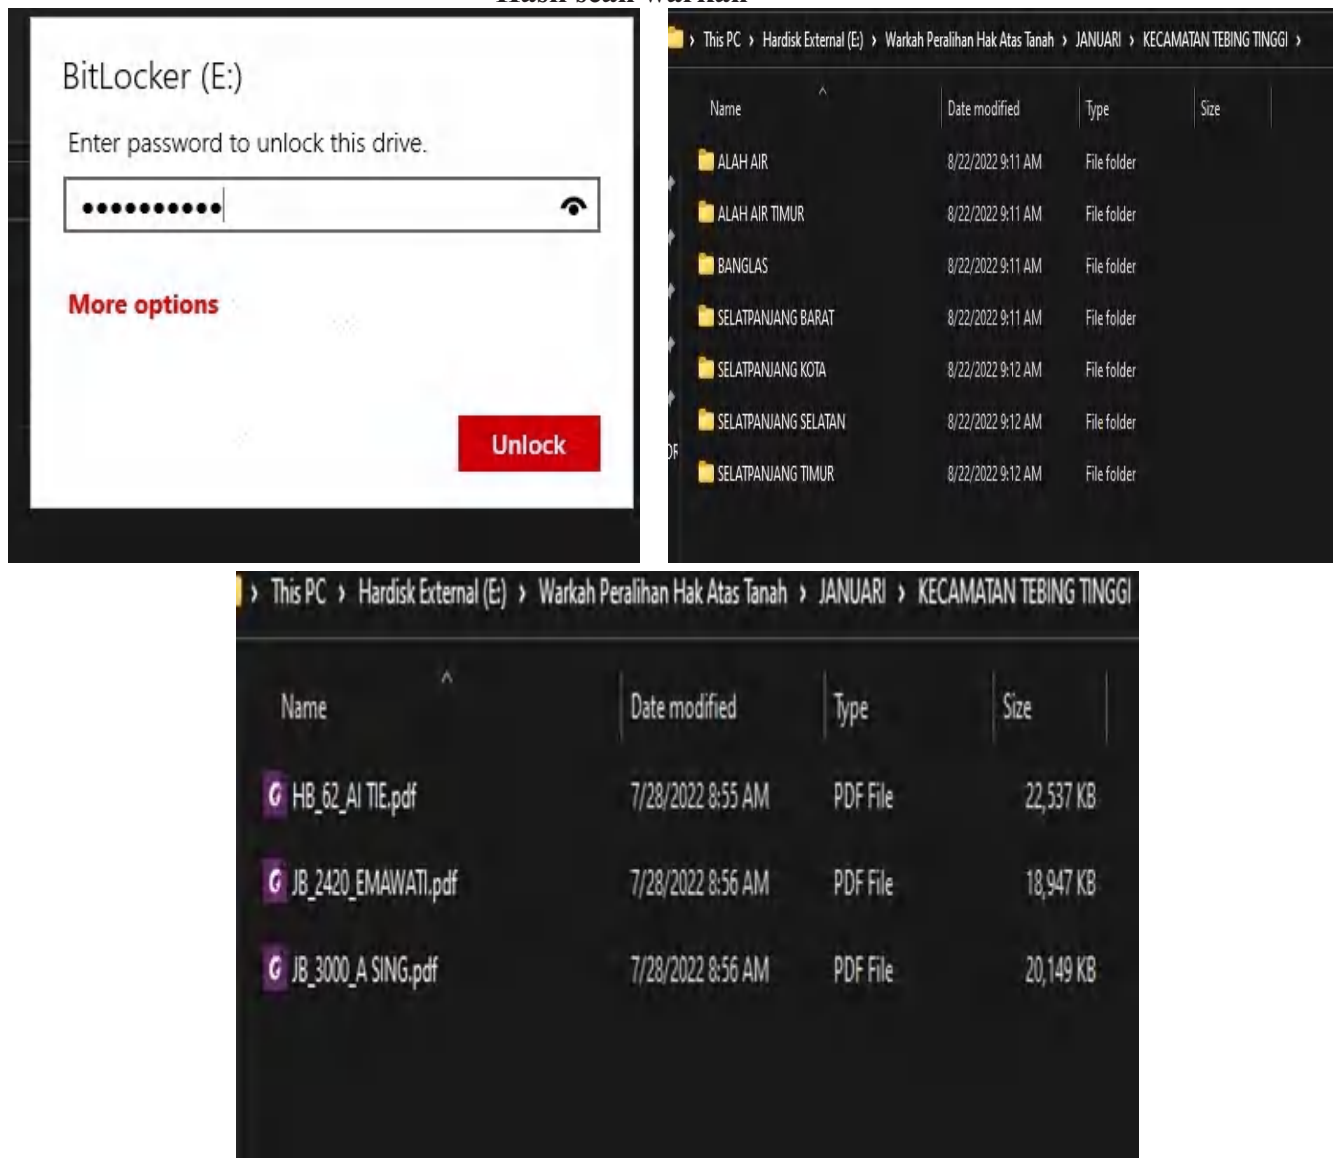 Hasil scan warkah
BitLocker (E:)
Enter password to unlock this drive.
More options
Unlock
This PC > Hardisk External (E:) > Warkah Peralihan Hak Atas Tanah > JANUARI > KECAMATAN TEBING TINGGI >
Name Date modified Type Size
ALAH AIR 8/22/2022 9:11 AM File folder
ALAH AIR TIMUR 8/22/2022 9:11 AM File folder
BANGLAS 8/22/2022 9:11 AM File folder
SELATPANJANG BARAT 8/22/2022 9:11 AM File folder
SELATPANJANG KOTA 8/22/2022 9:12 AM File folder
SELATPANJANG SELATAN 8/22/2022 9:12 AM File folder
SELATPANJANG TIMUR 8/22/2022 9:12 AM File folder
This PC > Hardisk External (E:) > Warkah Peralihan Hak Atas Tanah > JANUARI > KECAMATAN TEBING TINGGI
Name Date modified Type Size
HB_62_AI TIE.pdf 7/28/2022 8:55 AM PDF File 22,537 KB
JB_2420_EMAWATI.pdf 7/28/2022 8:56 AM PDF File 18,947 KB
JB_3000_A SING.pdf 7/28/2022 8:56 AM PDF File 20,149 KB